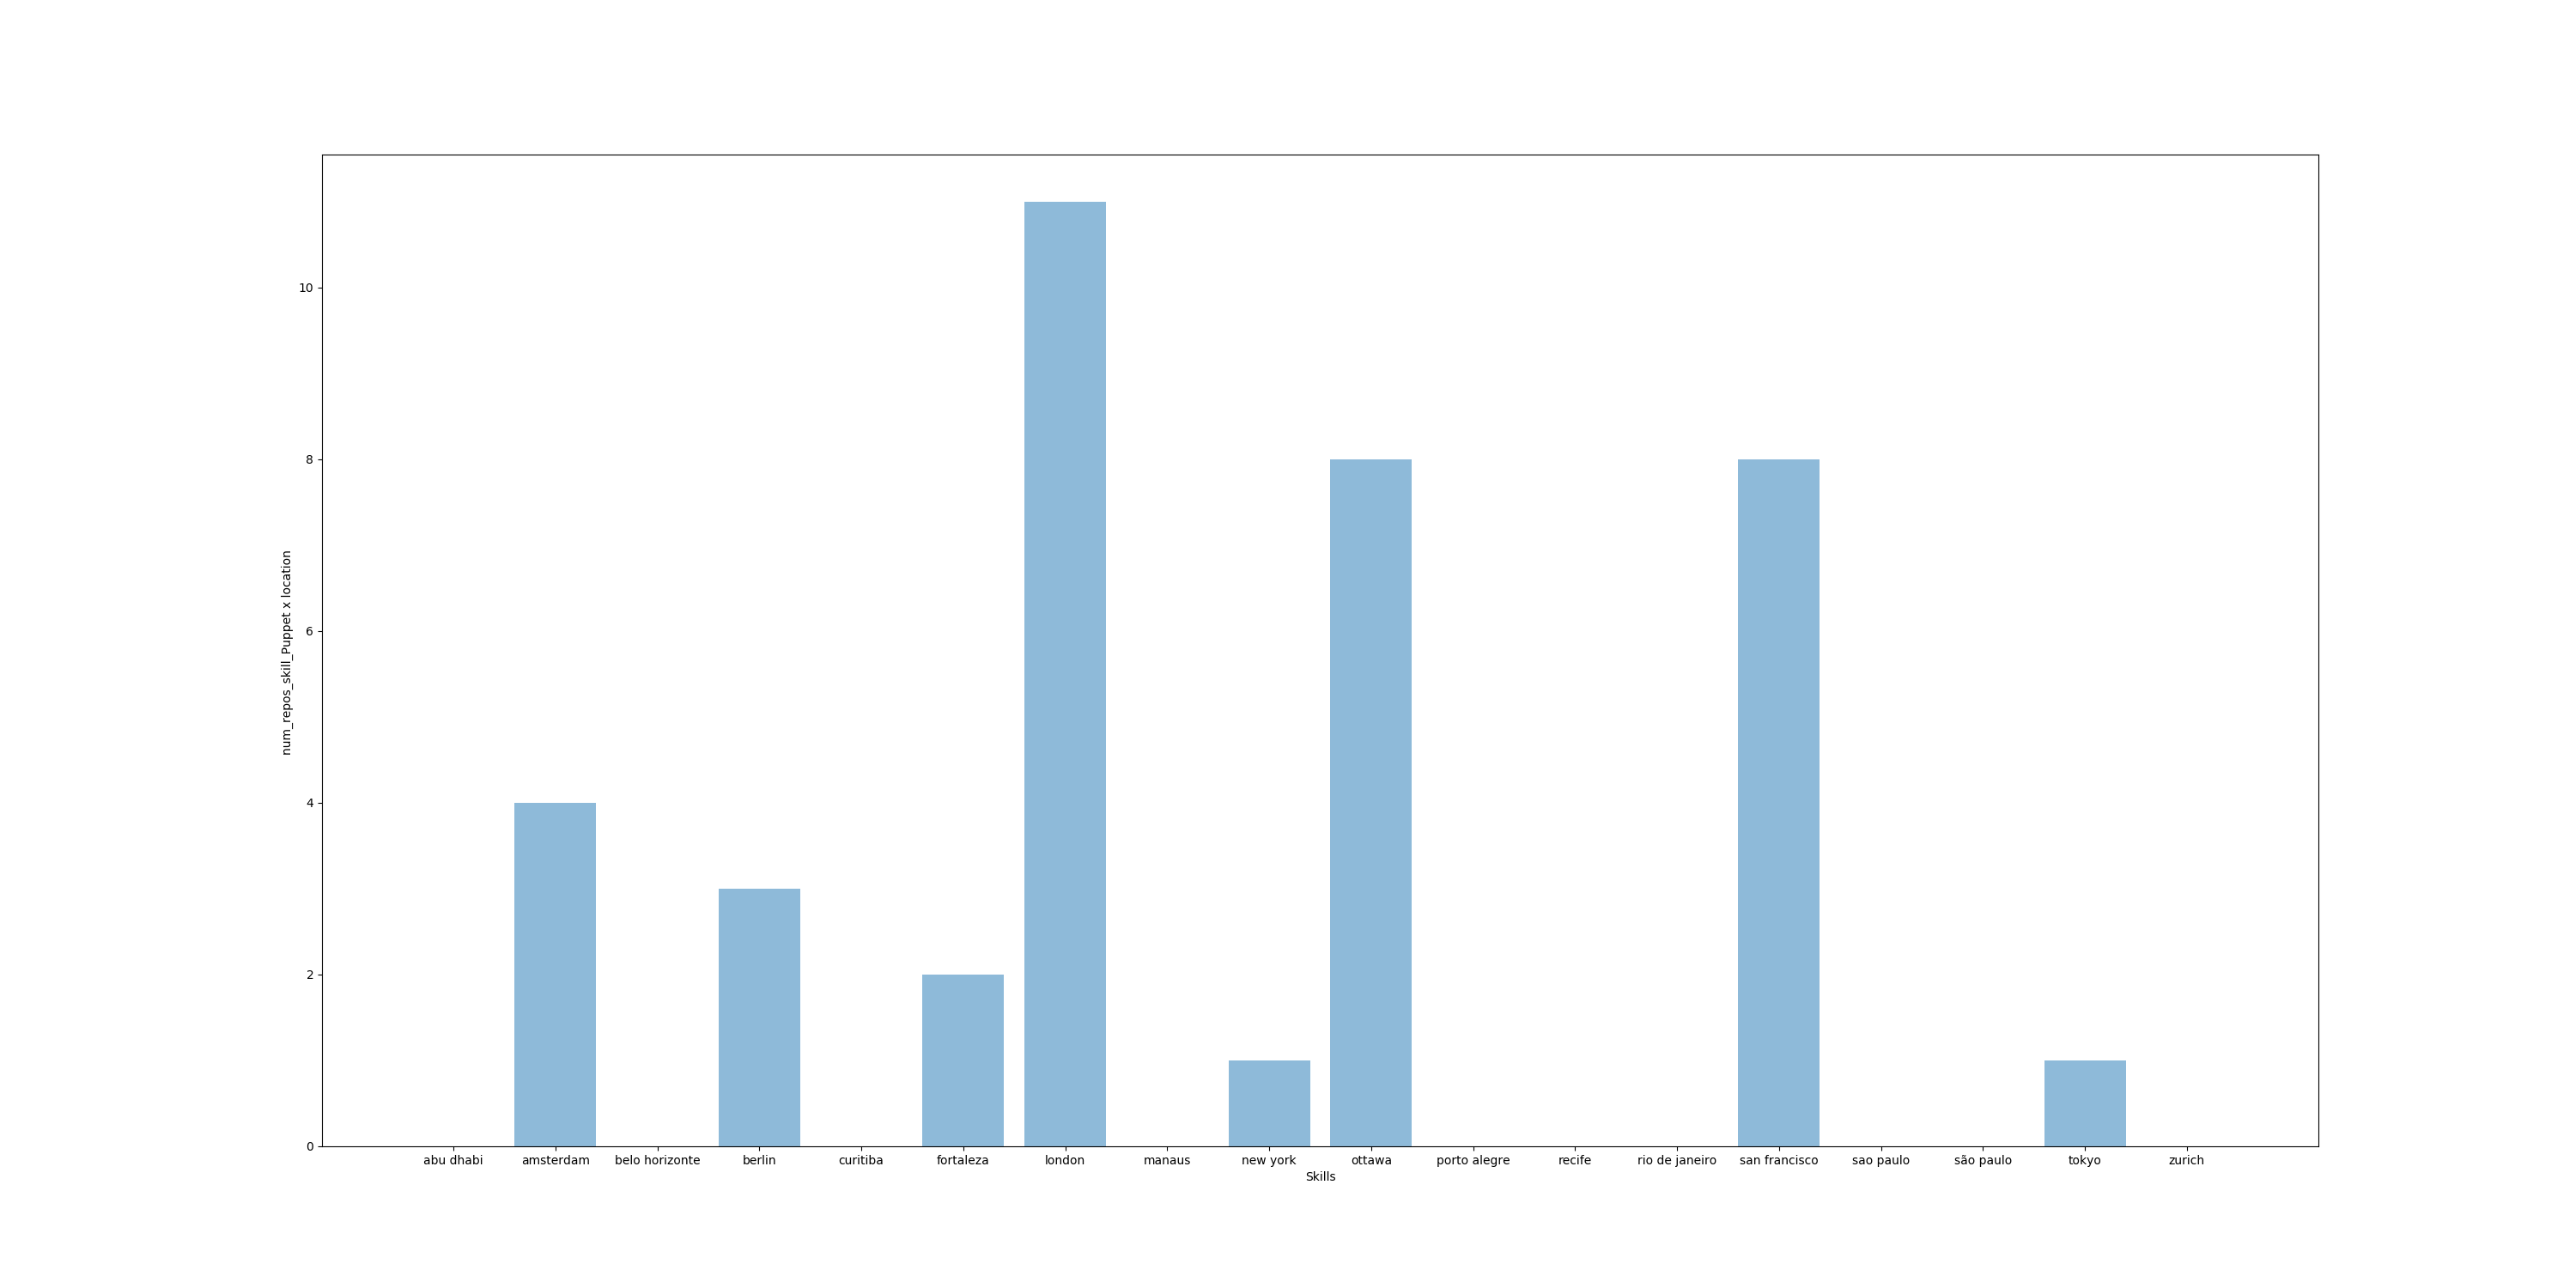 num_repos_skill_Puppet x location
10
8
6
4
2
0
abu dhabi amsterdam belo horizonte berlin curitiba fortaleza london manaus new york ottawa porto alegre recife rio de janeiro san francisco sao paulo são paulo tokyo zurich
Skills